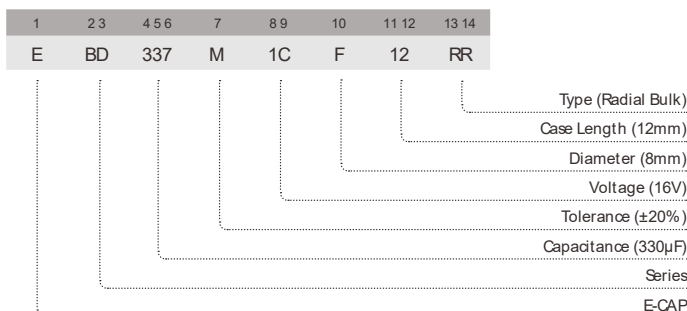 1 2 3 4 5 6 7 8 9 10 11 12 13 14
E BD 337 M 1C F 12 RR
Type (Radial Bulk)
Case Length (12mm)
Diameter (8mm)
Voltage (16V)
Tolerance (±20%)
Capacitance (330µF)
Series
E-CAP